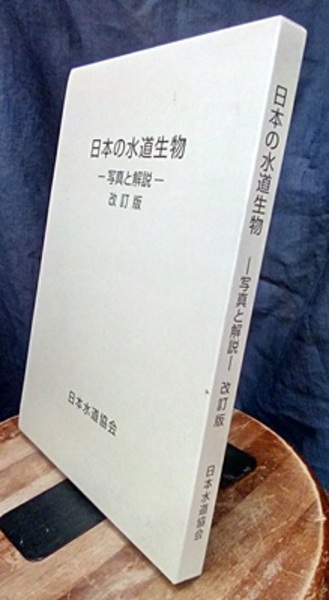 日本の水道生物
－写真と解説－
改訂版
日本水道協会
日本の水道生物 －写真と解説－ 改訂版 日本水道協会